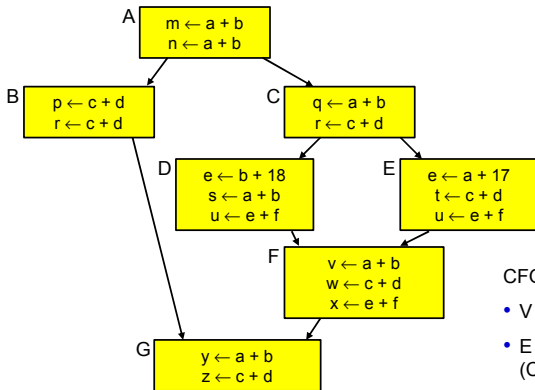 A
m ← a + b
n ← a + b
B
p ← c + d
r ← c + d
C
q ← a + b
r ← c + d
D
e ← b + 18
s ← a + b
u ← e + f
E
e ← a + 17
t ← c + d
u ← e + f
F
v ← a + b
w ← c + d
x ← e + f
G
y ← a + b
z ← c + d
CFG
• V
• E
(C